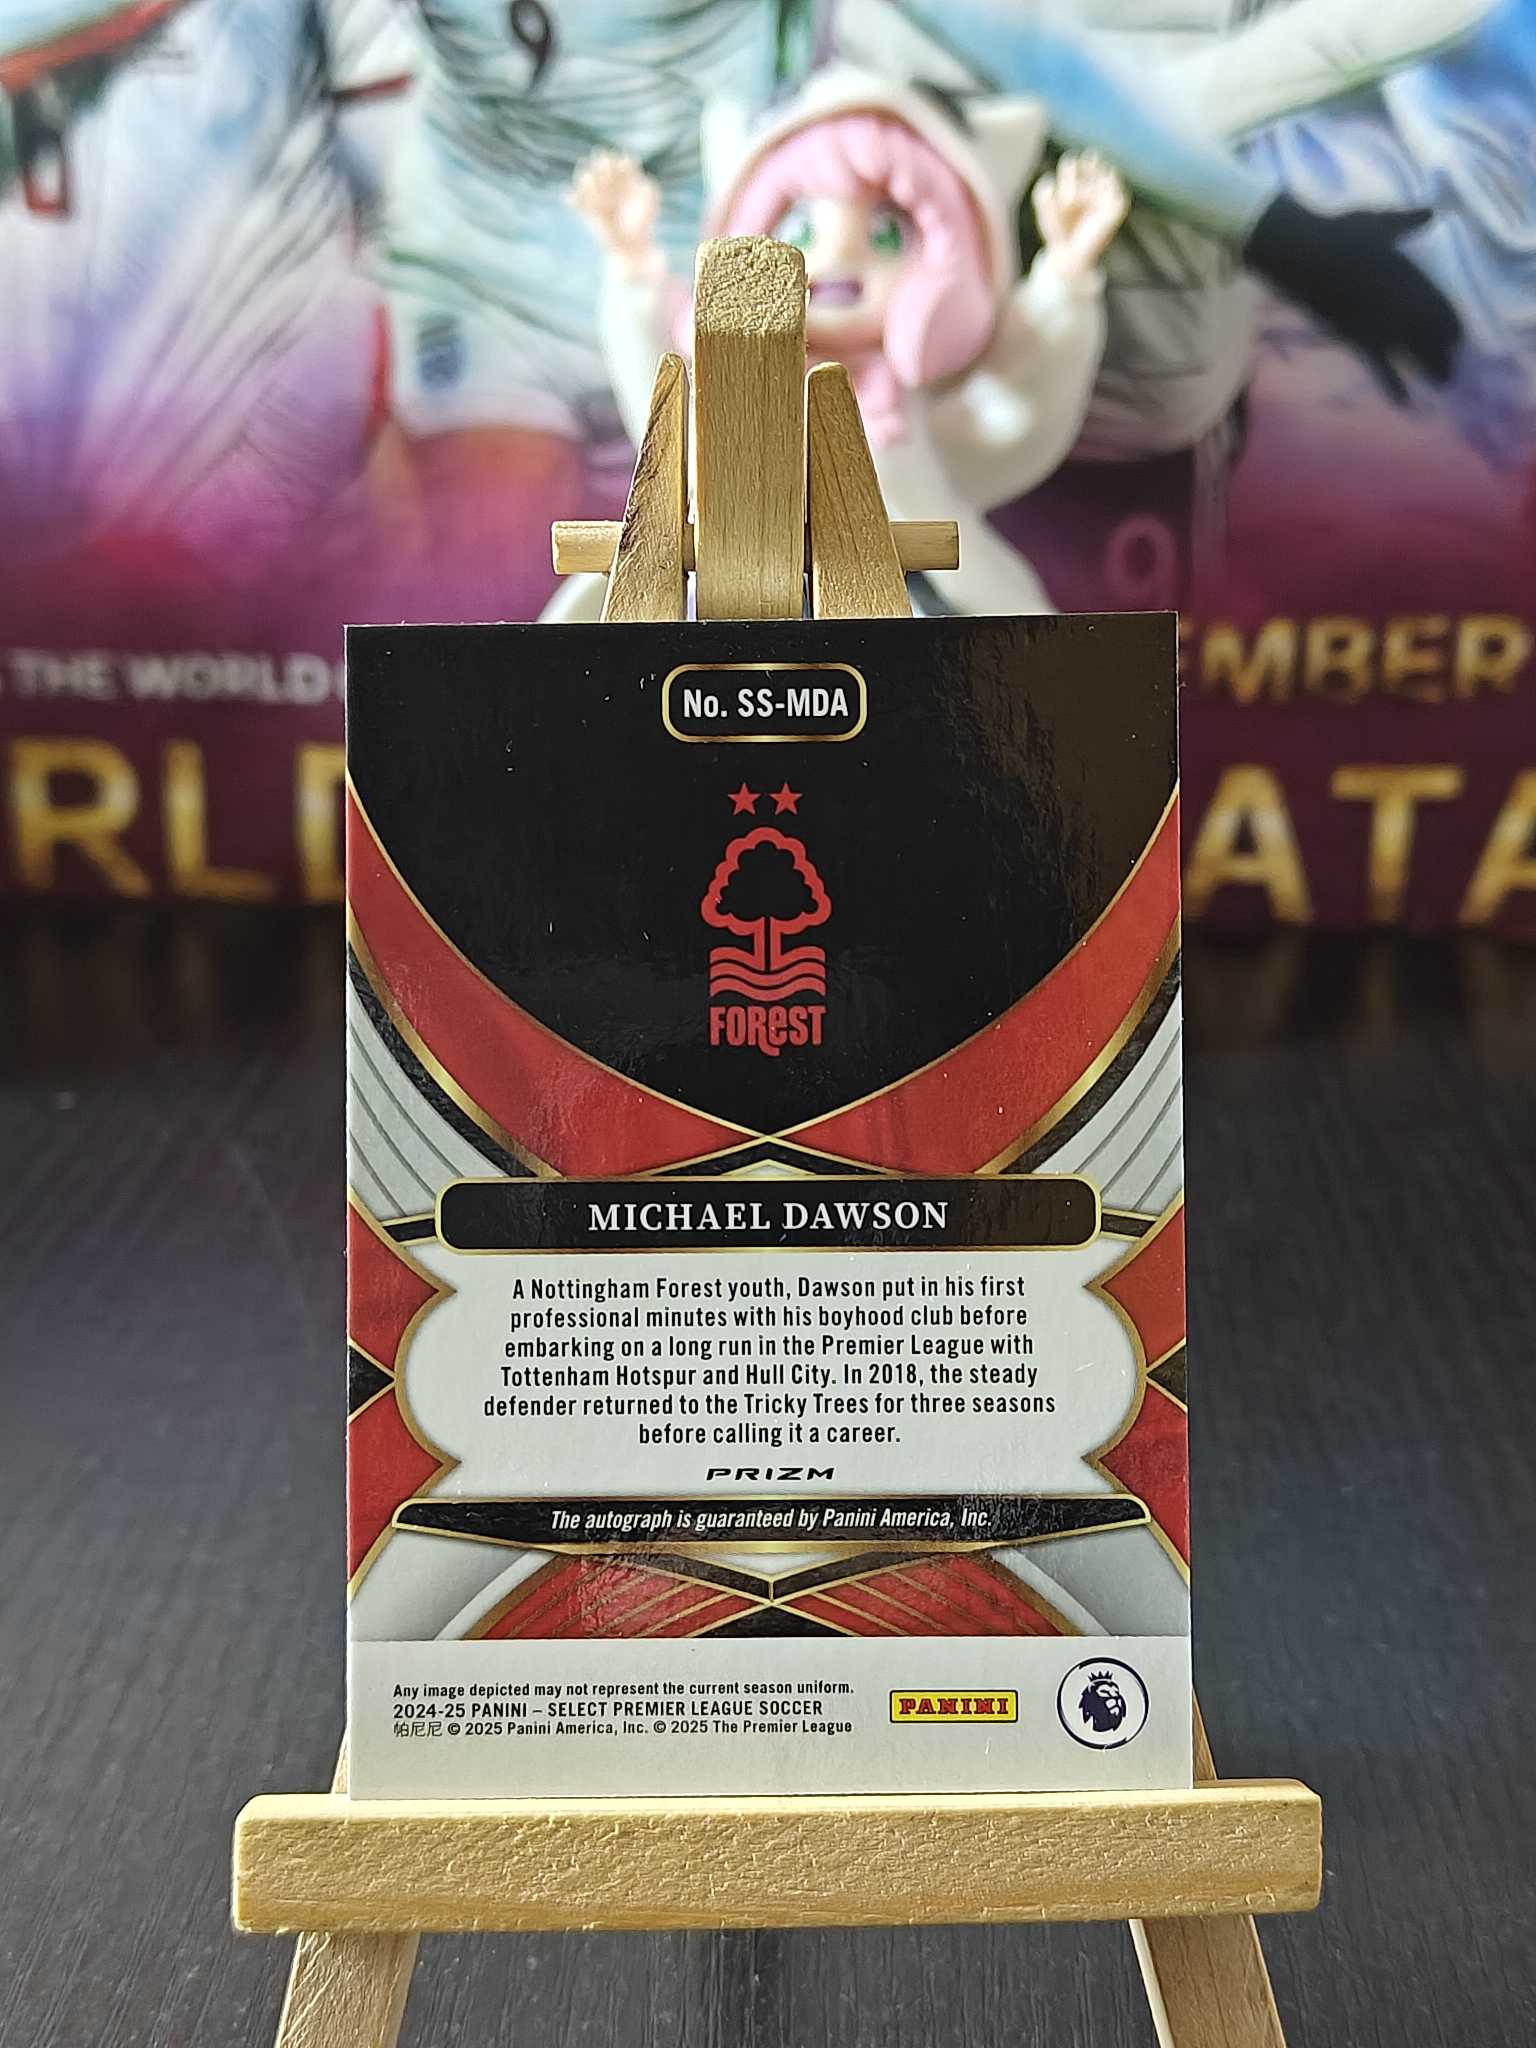 9
9
THE WORLD
EMBER
RLD
ATA
No. SS-MDA
FOREST
MICHAEL DAWSON
A Nottingham Forest youth, Dawson put in his first
professional minutes with his boyhood club before
embarking on a long run in the Premier League with
Tottenham Hotspur and Hull City. In 2018, the steady
defender returned to the Tricky Trees for three seasons
before calling it a career.
PRIZM
The autograph is guaranteed by Panini America, Inc.
Any image depicted may not represent the current season uniform.
2024-25 PANINI – SELECT PREMIER LEAGUE SOCCER
帕尼尼 © 2025 Panini America, Inc. © 2025 The Premier League
PANINI